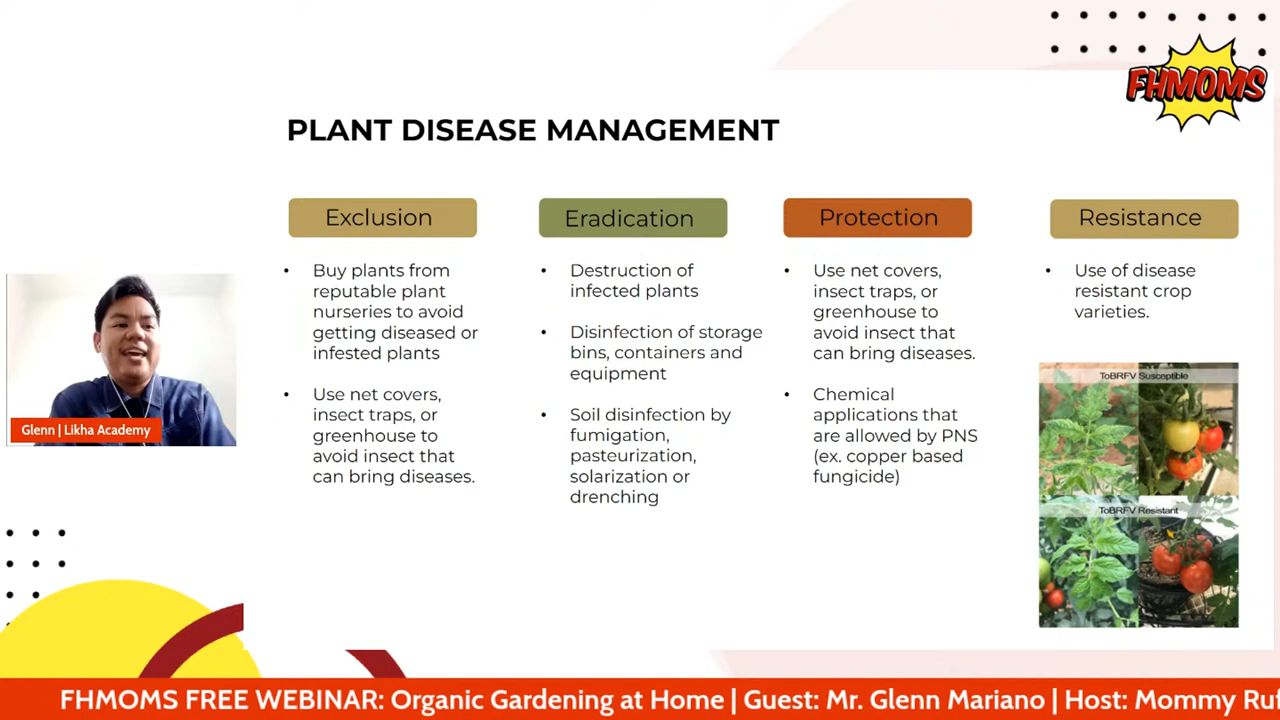 FHMOMS
PLANT DISEASE MANAGEMENT
Exclusion
• Buy plants from
reputable plant
nurseries to avoid
getting diseased or
infested plants
• Use net covers,
insect traps, or
greenhouse to
avoid insect that
can bring diseases.
Eradication
• Destruction of
infected plants
• Disinfection of storage
bins, containers and
equipment
• Soil disinfection by
fumigation,
pasteurization,
solarization or
drenching
Protection
• Use net covers,
insect traps, or
greenhouse to
avoid insect that
can bring diseases.
• Chemical
applications that
are allowed by PNS
(ex. copper based
fungicide)
Resistance
• Use of disease
resistant crop
varieties.
ToBRFV Susceptible
ToBRFV Resistant
Glenn | Likha Academy
FHMOMS FREE WEBINAR: Organic Gardening at Home | Guest: Mr. Glenn Mariano | Host: Mommy